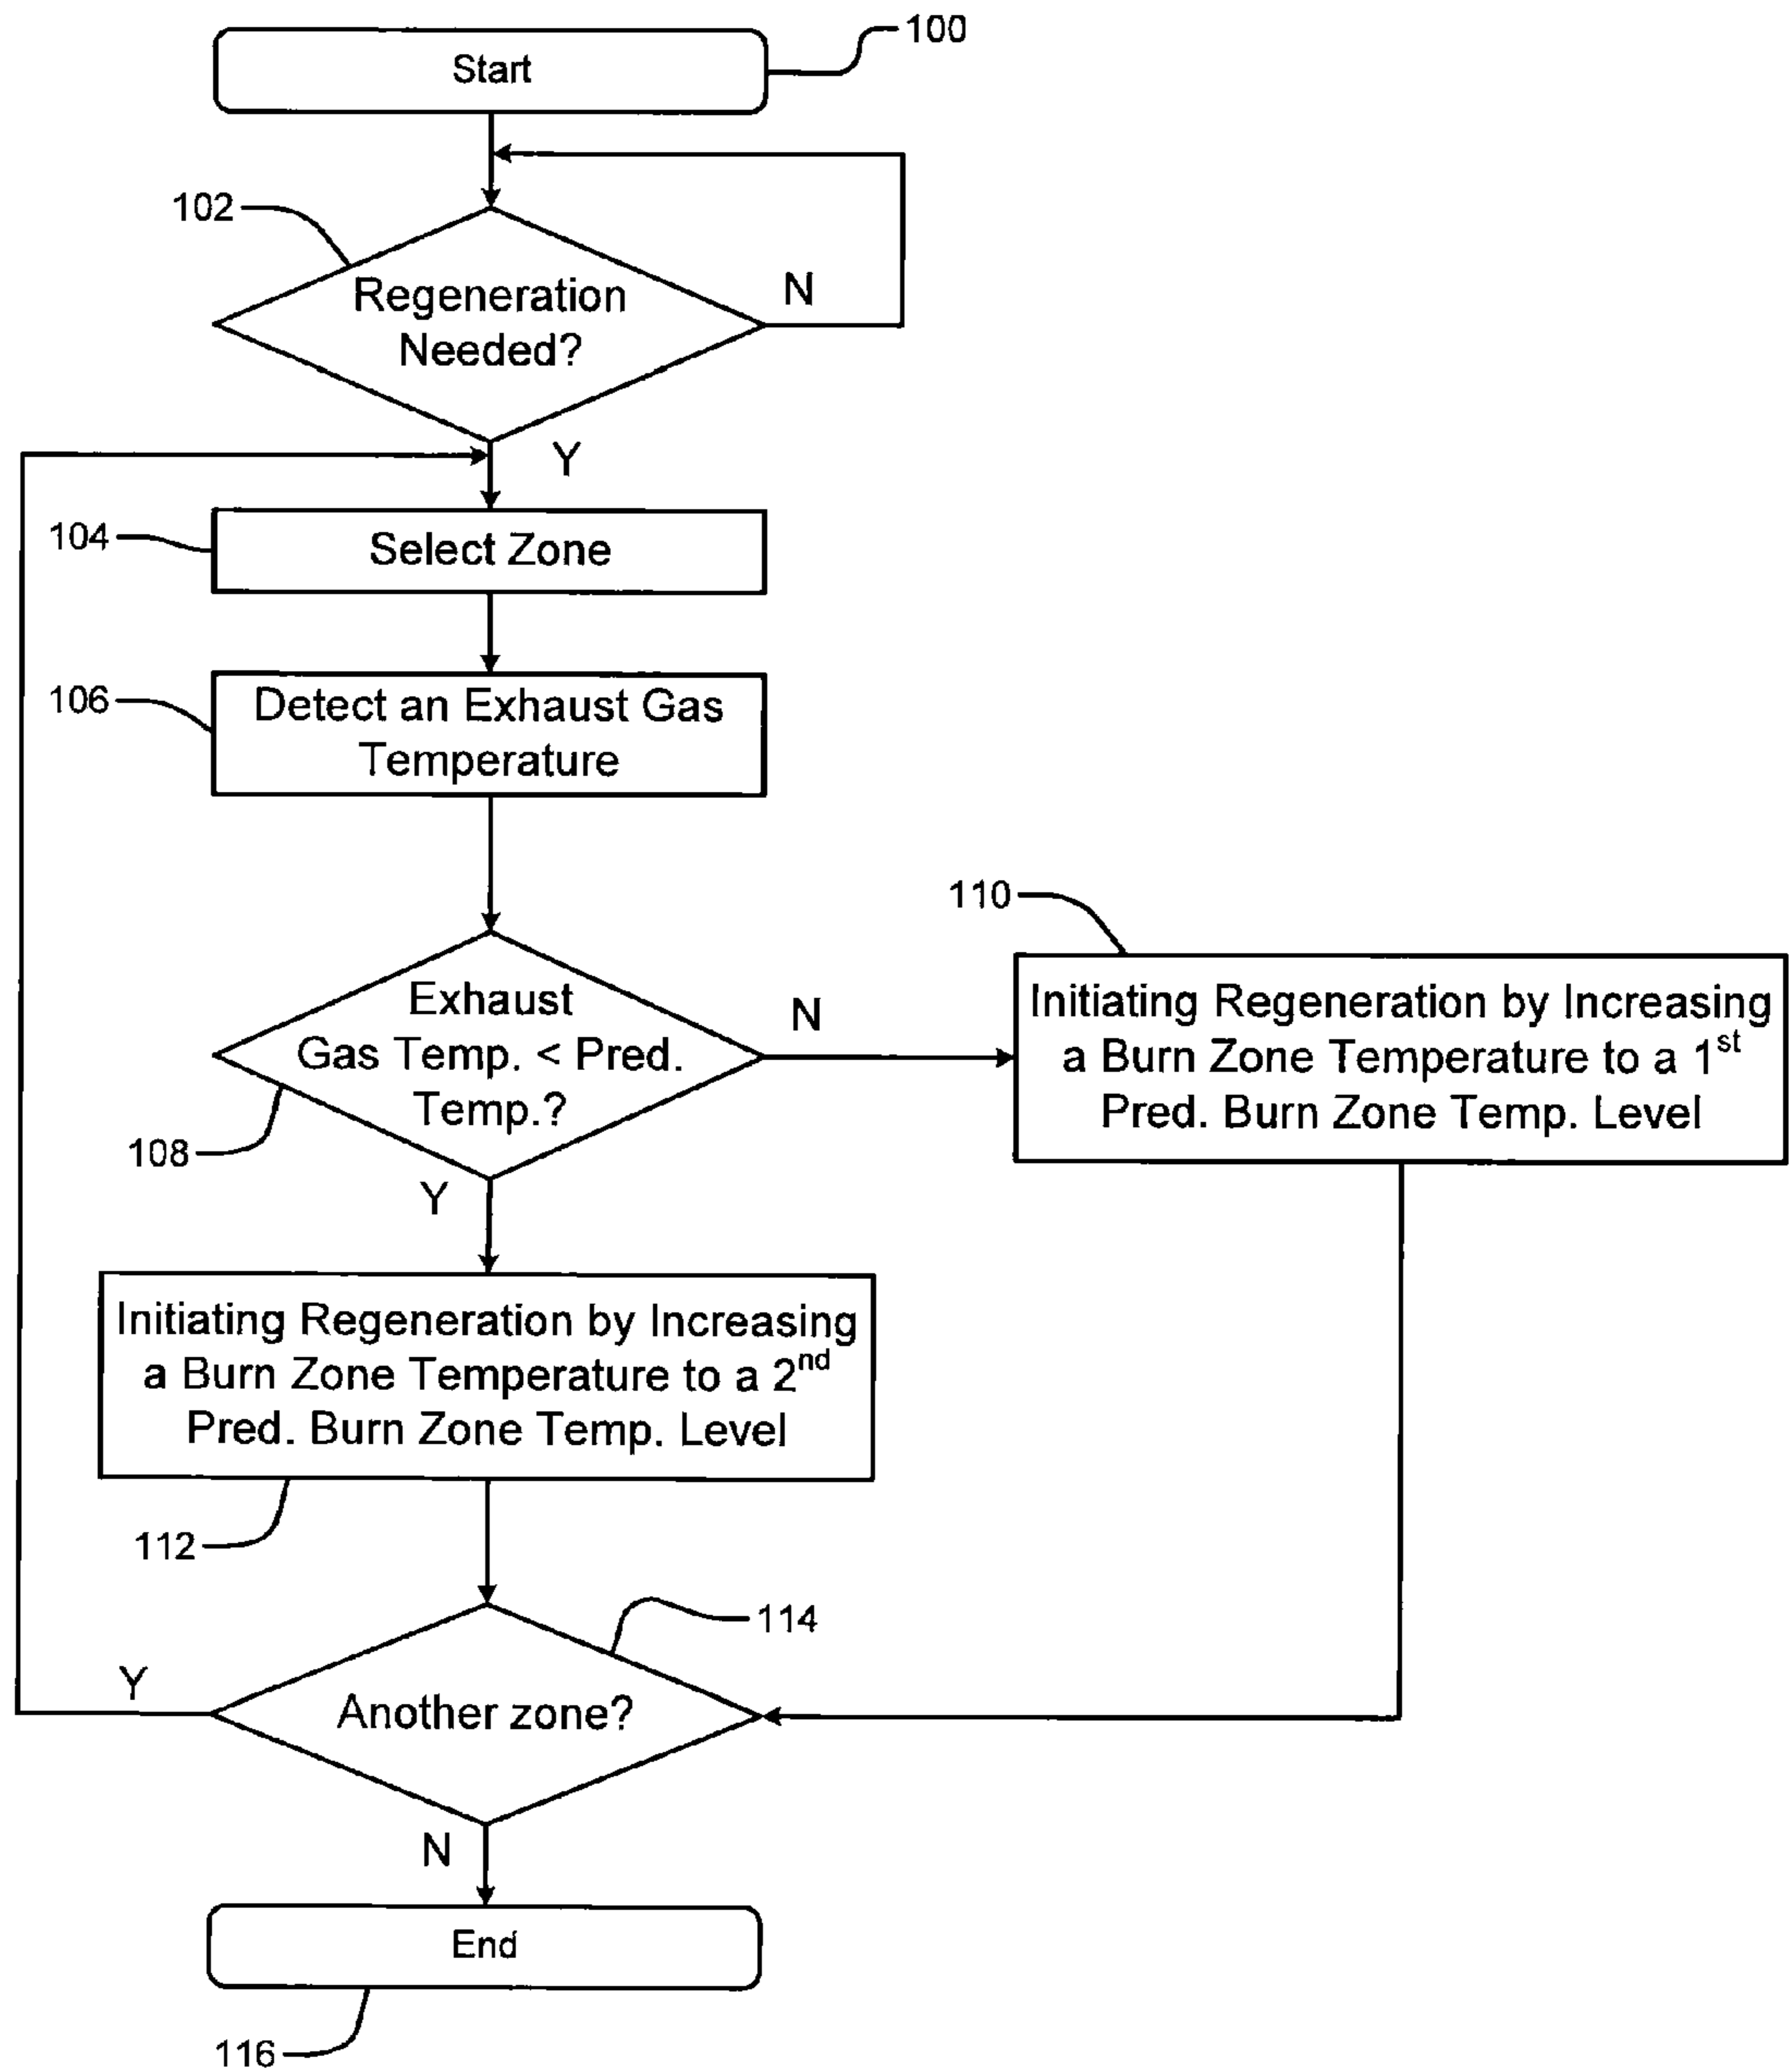 Start
100
102
Regeneration
Needed?
N
Y
104
Select Zone
106
Detect an Exhaust Gas
Temperature
Exhaust
Gas Temp. < Pred.
Temp.?
N
108
Y
110
Initiating Regeneration by Increasing
a Burn Zone Temperature to a 1st
Pred. Burn Zone Temp. Level
Initiating Regeneration by Increasing
a Burn Zone Temperature to a 2nd
Pred. Burn Zone Temp. Level
112
114
Y
Another zone?
N
End
116